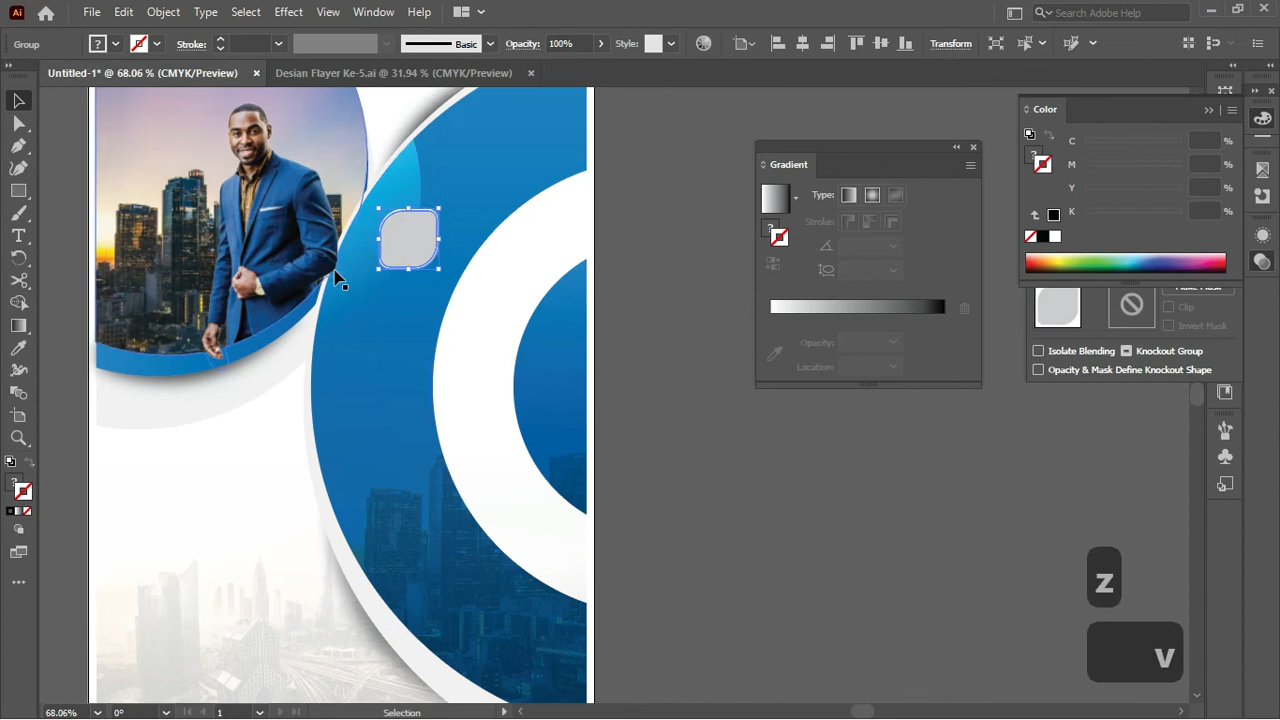 Ai File Edit Object Type Select Effect View Window Help Search Adobe Help
Group ? Stroke: Basic Opacity: 100% Style: Transform
Untitled-1* @ 68.06 % (CMYK/Preview) × Desian Flayer Ke-5.ai @ 31.94 % (CMYK/Preview) ×
Color
C %
M %
Y %
K %
Gradient
Type:
Stroke:
Opacity:
Location:
Make Mask
Clip
Invert Mask
Isolate Blending Knockout Group
Opacity & Mask Define Knockout Shape
z
v
68.06% 0° 1 Selection